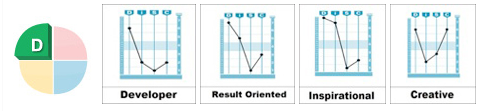 D
D I S C
D I S C
D I S C
D I S C
Developer
Result Oriented
Inspirational
Creative